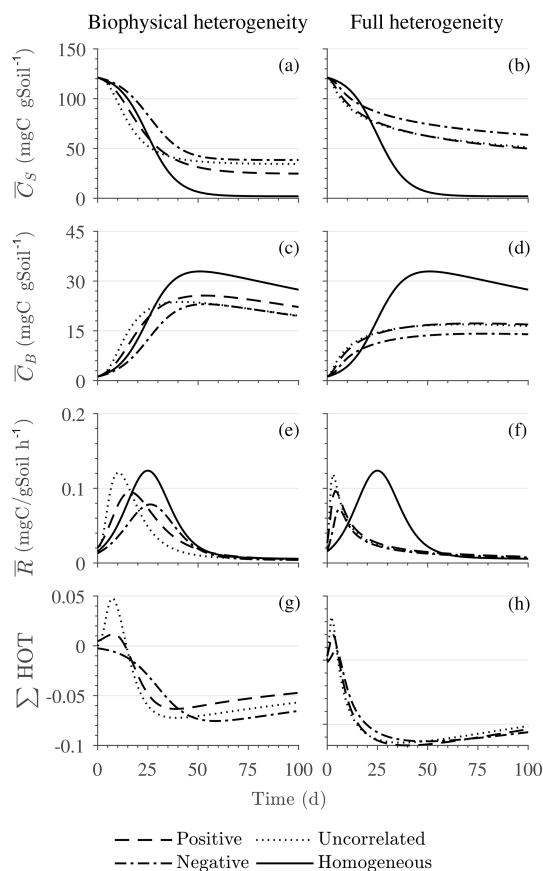 Biophysical heterogeneity Full heterogeneity
150
100
50
0
C̅_S (mgC gSoil⁻¹)
(a)
(b)
45
30
15
0
C̅_B (mgC gSoil⁻¹)
(c)
(d)
0.2
0.1
0
R̅ (mgC/gSoil h⁻¹)
(e)
(f)
0.05
0
-0.05
-0.1
∑ HOT
(g)
(h)
0 25 50 75 100 0 25 50 75 100
Time (d)
Positive Uncorrelated
Negative Homogeneous